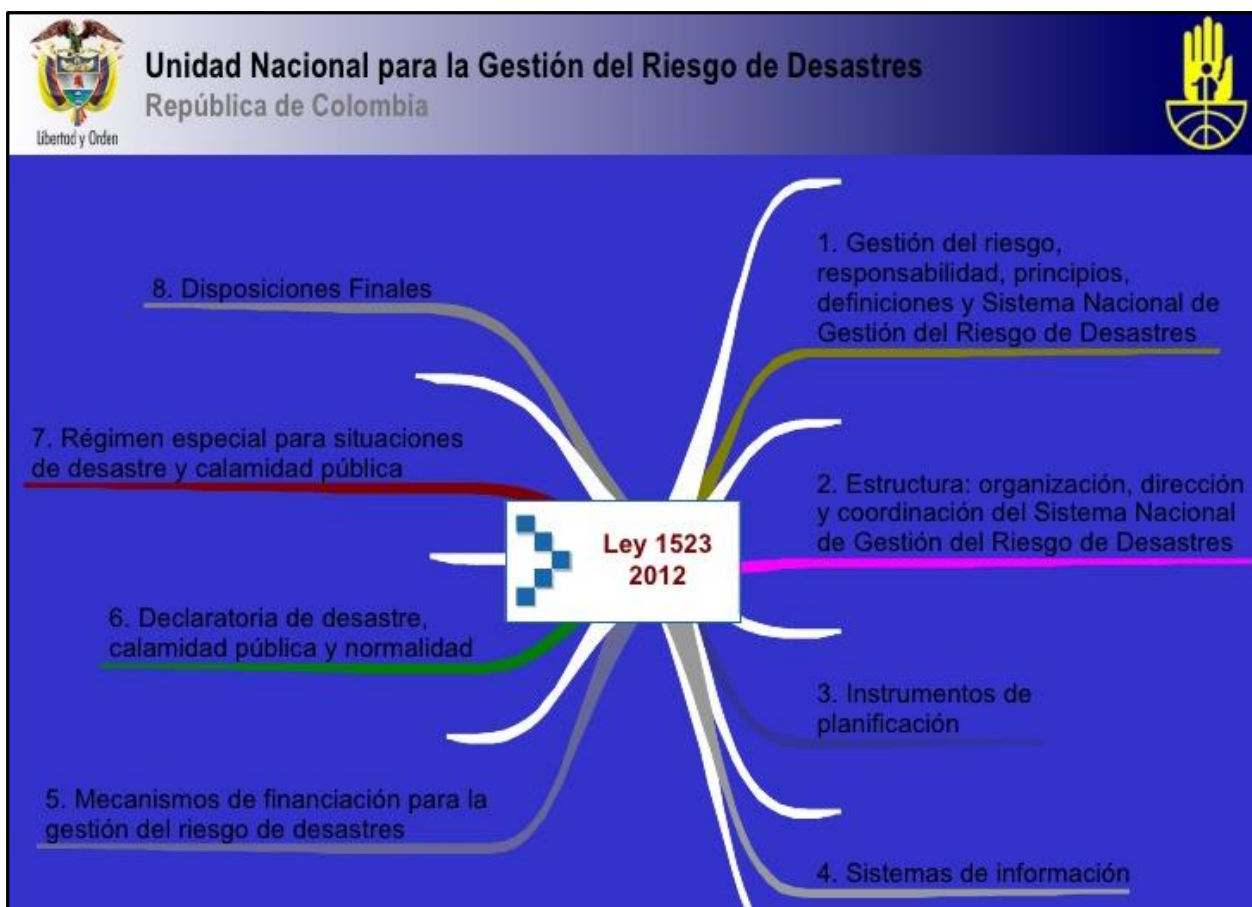 Unidad Nacional para la Gestión del Riesgo de Desastres
República de Colombia
Libertad y Orden
1. Gestión del riesgo,
responsabilidad, principios,
definiciones y Sistema Nacional de
Gestión del Riesgo de Desastres
2. Estructura: organización, dirección
y coordinación del Sistema Nacional
de Gestión del Riesgo de Desastres
3. Instrumentos de
planificación
4. Sistemas de información
5. Mecanismos de financiación para la
gestión del riesgo de desastres
6. Declaratoria de desastre,
calamidad pública y normalidad
7. Régimen especial para situaciones
de desastre y calamidad pública
8. Disposiciones Finales
Ley 1523
2012